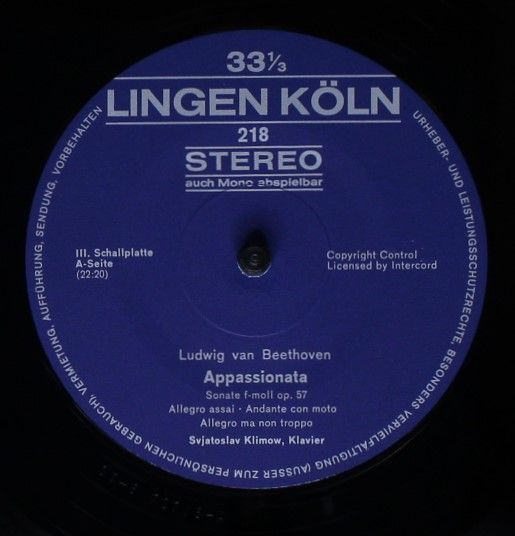 33⅓
LINGEN KÖLN
218
STEREO
auch Mono abspielbar
III. Schallplatte
A-Seite
(22:20)
Copyright Control
Licensed by Intercord
Ludwig van Beethoven
Appassionata
Sonate f-moll op. 57
Allegro assai · Andante con moto
Allegro ma non troppo
Svjatoslav Klimow, Klavier
URHEBER- UND LEISTUNGSSCHUTZRECHTE, BESONDERS VERVIELFÄLTIGUNG (AUSSER ZUM PERSÖNLICHEN GEBRAUCH), VERMIETUNG, AUFFÜHRUNG, SENDUNG, VORBEHALTEN